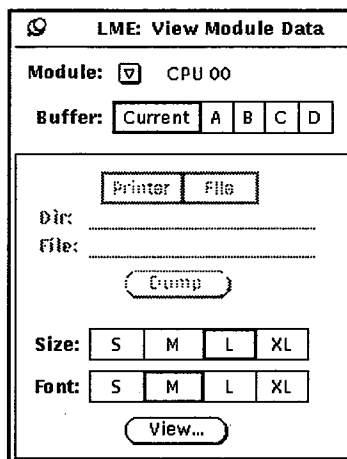 LME: View Module Data
Module: CPU 00
Buffer: Current A B C D
Printer File
Dir:
File:
Dump
Size: S M L XL
Font: S M L XL
View...